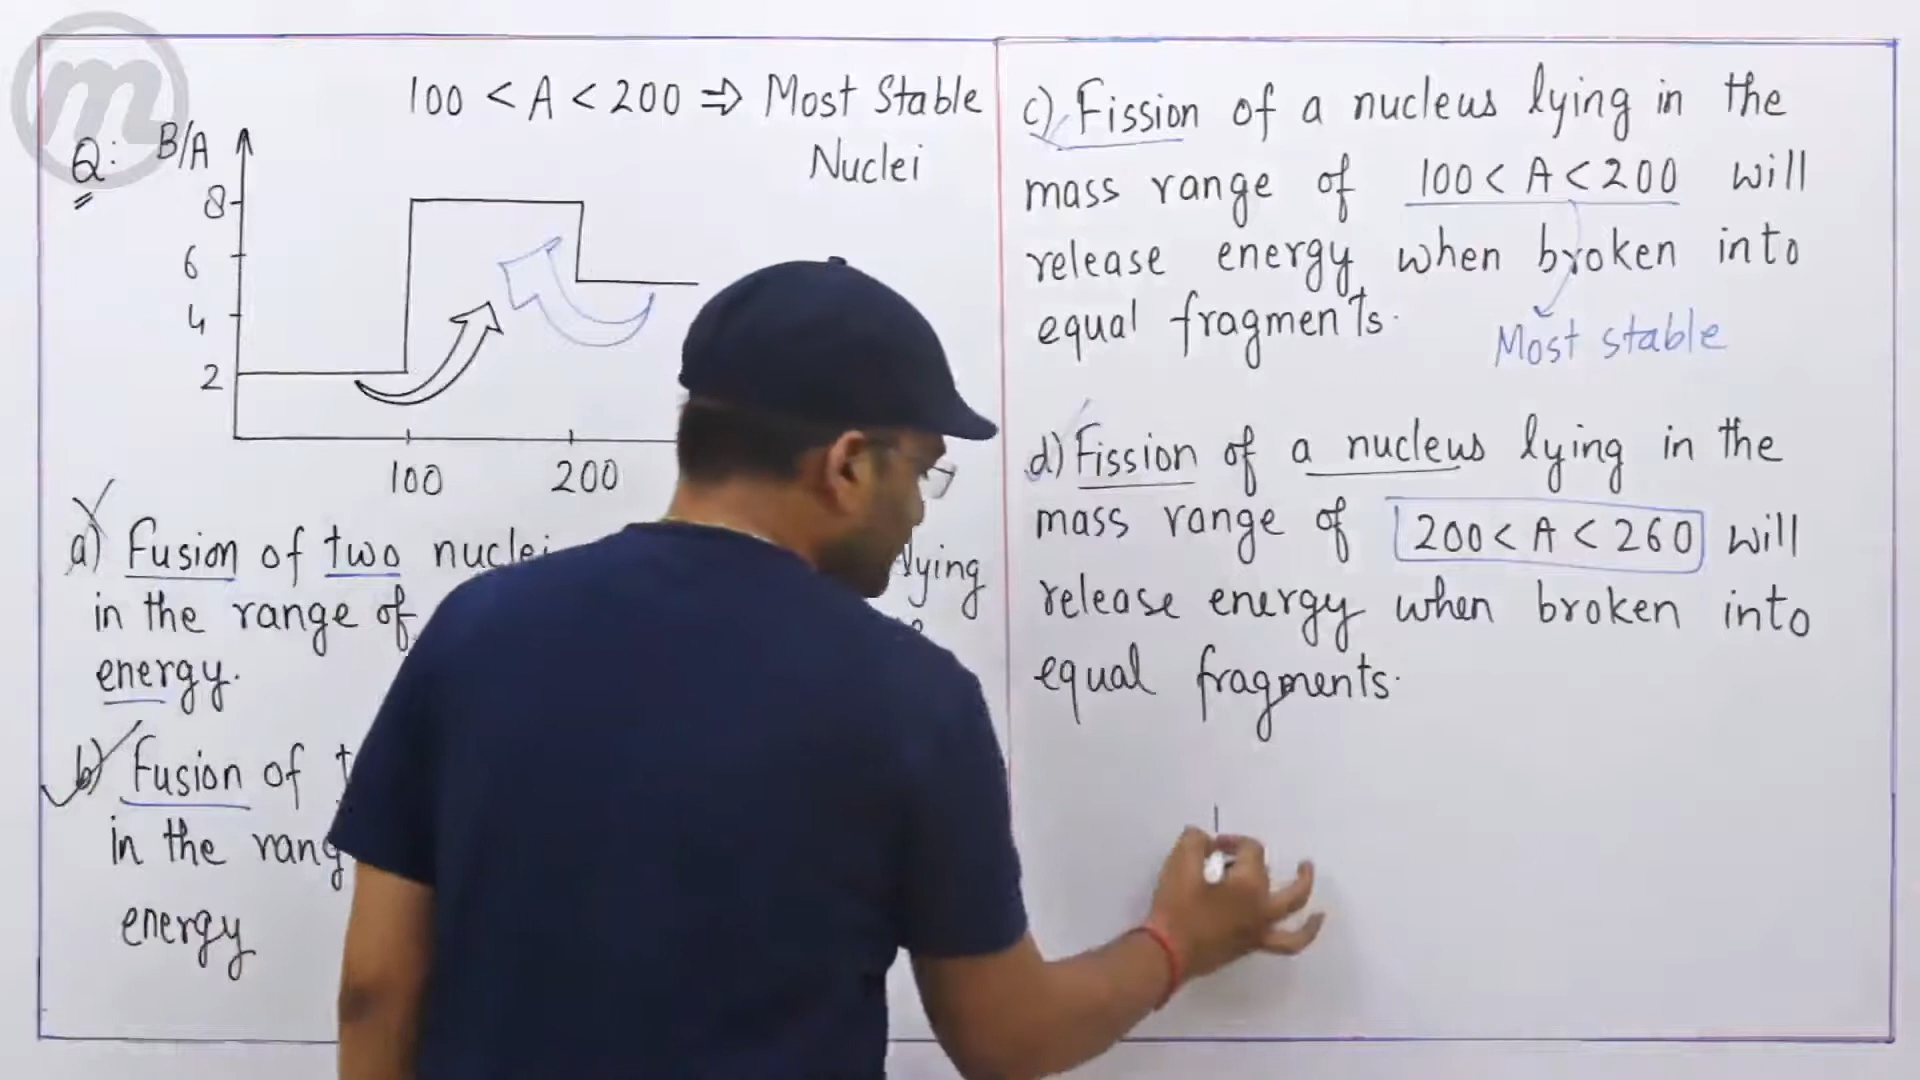 m
100 < A < 200 ⇒ Most Stable
Nuclei
Q:
B/A
8
6
4
2
100 200
a) Fusion of two nuclei lying
in the range of
energy.
b) Fusion of
in the rang
energy
c) Fission of a nucleus lying in the
mass range of 100 < A < 200 will
release energy when broken into
equal fragments.
Most stable
d) Fission of a nucleus lying in the
mass range of 200 < A < 260 will
release energy when broken into
equal fragments.